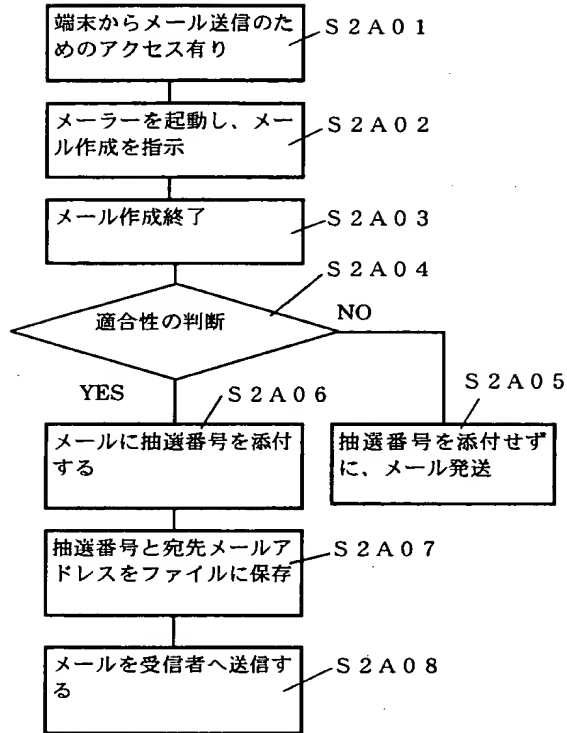 端末からメール送信のた
めのアクセス有り
S2A01
メーラーを起動し、メー
ル作成を指示
S2A02
メール作成終了
S2A03
S2A04
適合性の判断
NO
YES
S2A06
S2A05
メールに抽選番号を添付
する
抽選番号を添付せず
に、メール発送
抽選番号と宛先メールア
ドレスをファイルに保存
S2A07
メールを受信者へ送信す
る
S2A08